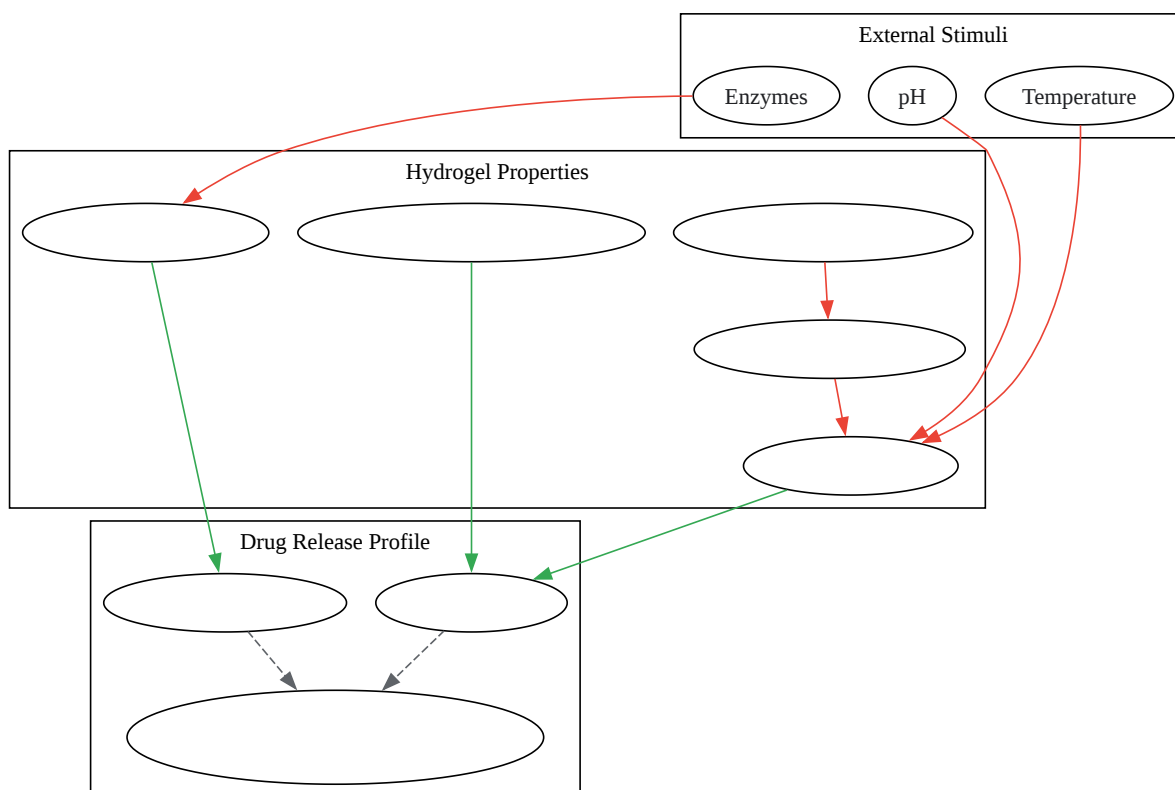 External Stimuli
Enzymes
pH
Temperature
Hydrogel Properties
Drug Release Profile